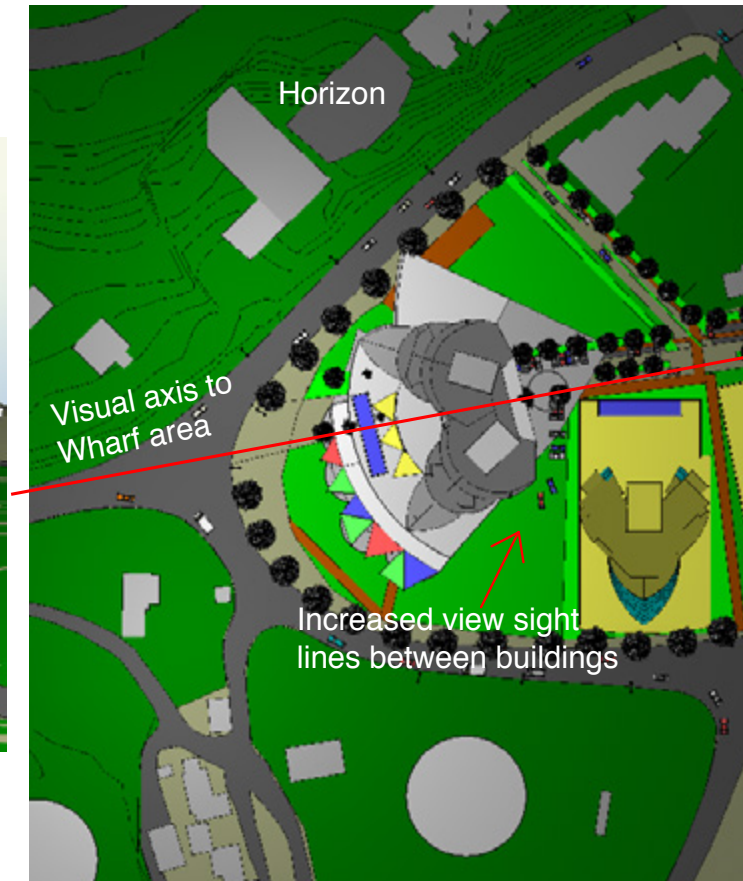 Horizon
Visual axis to
Wharf area
Increased view sight
lines between buildings